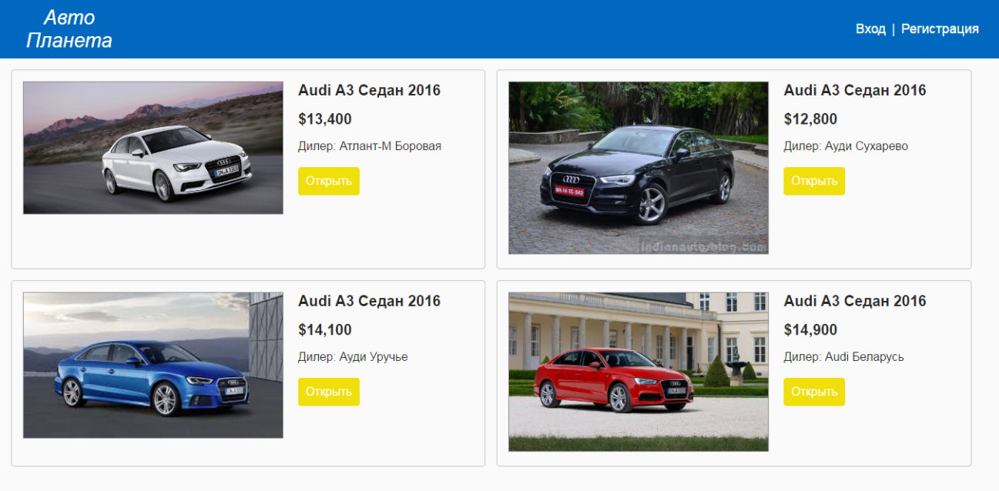 Авто
Планета
Вход | Регистрация
Audi A3 Седан 2016
$13,400
Дилер: Атлант-М Боровая
Открыть
Audi A3 Седан 2016
$12,800
Дилер: Ауди Сухарево
Открыть
indianautosblog.com
Audi A3 Седан 2016
$14,100
Дилер: Ауди Уручье
Открыть
Audi A3 Седан 2016
$14,900
Дилер: Audi Беларусь
Открыть